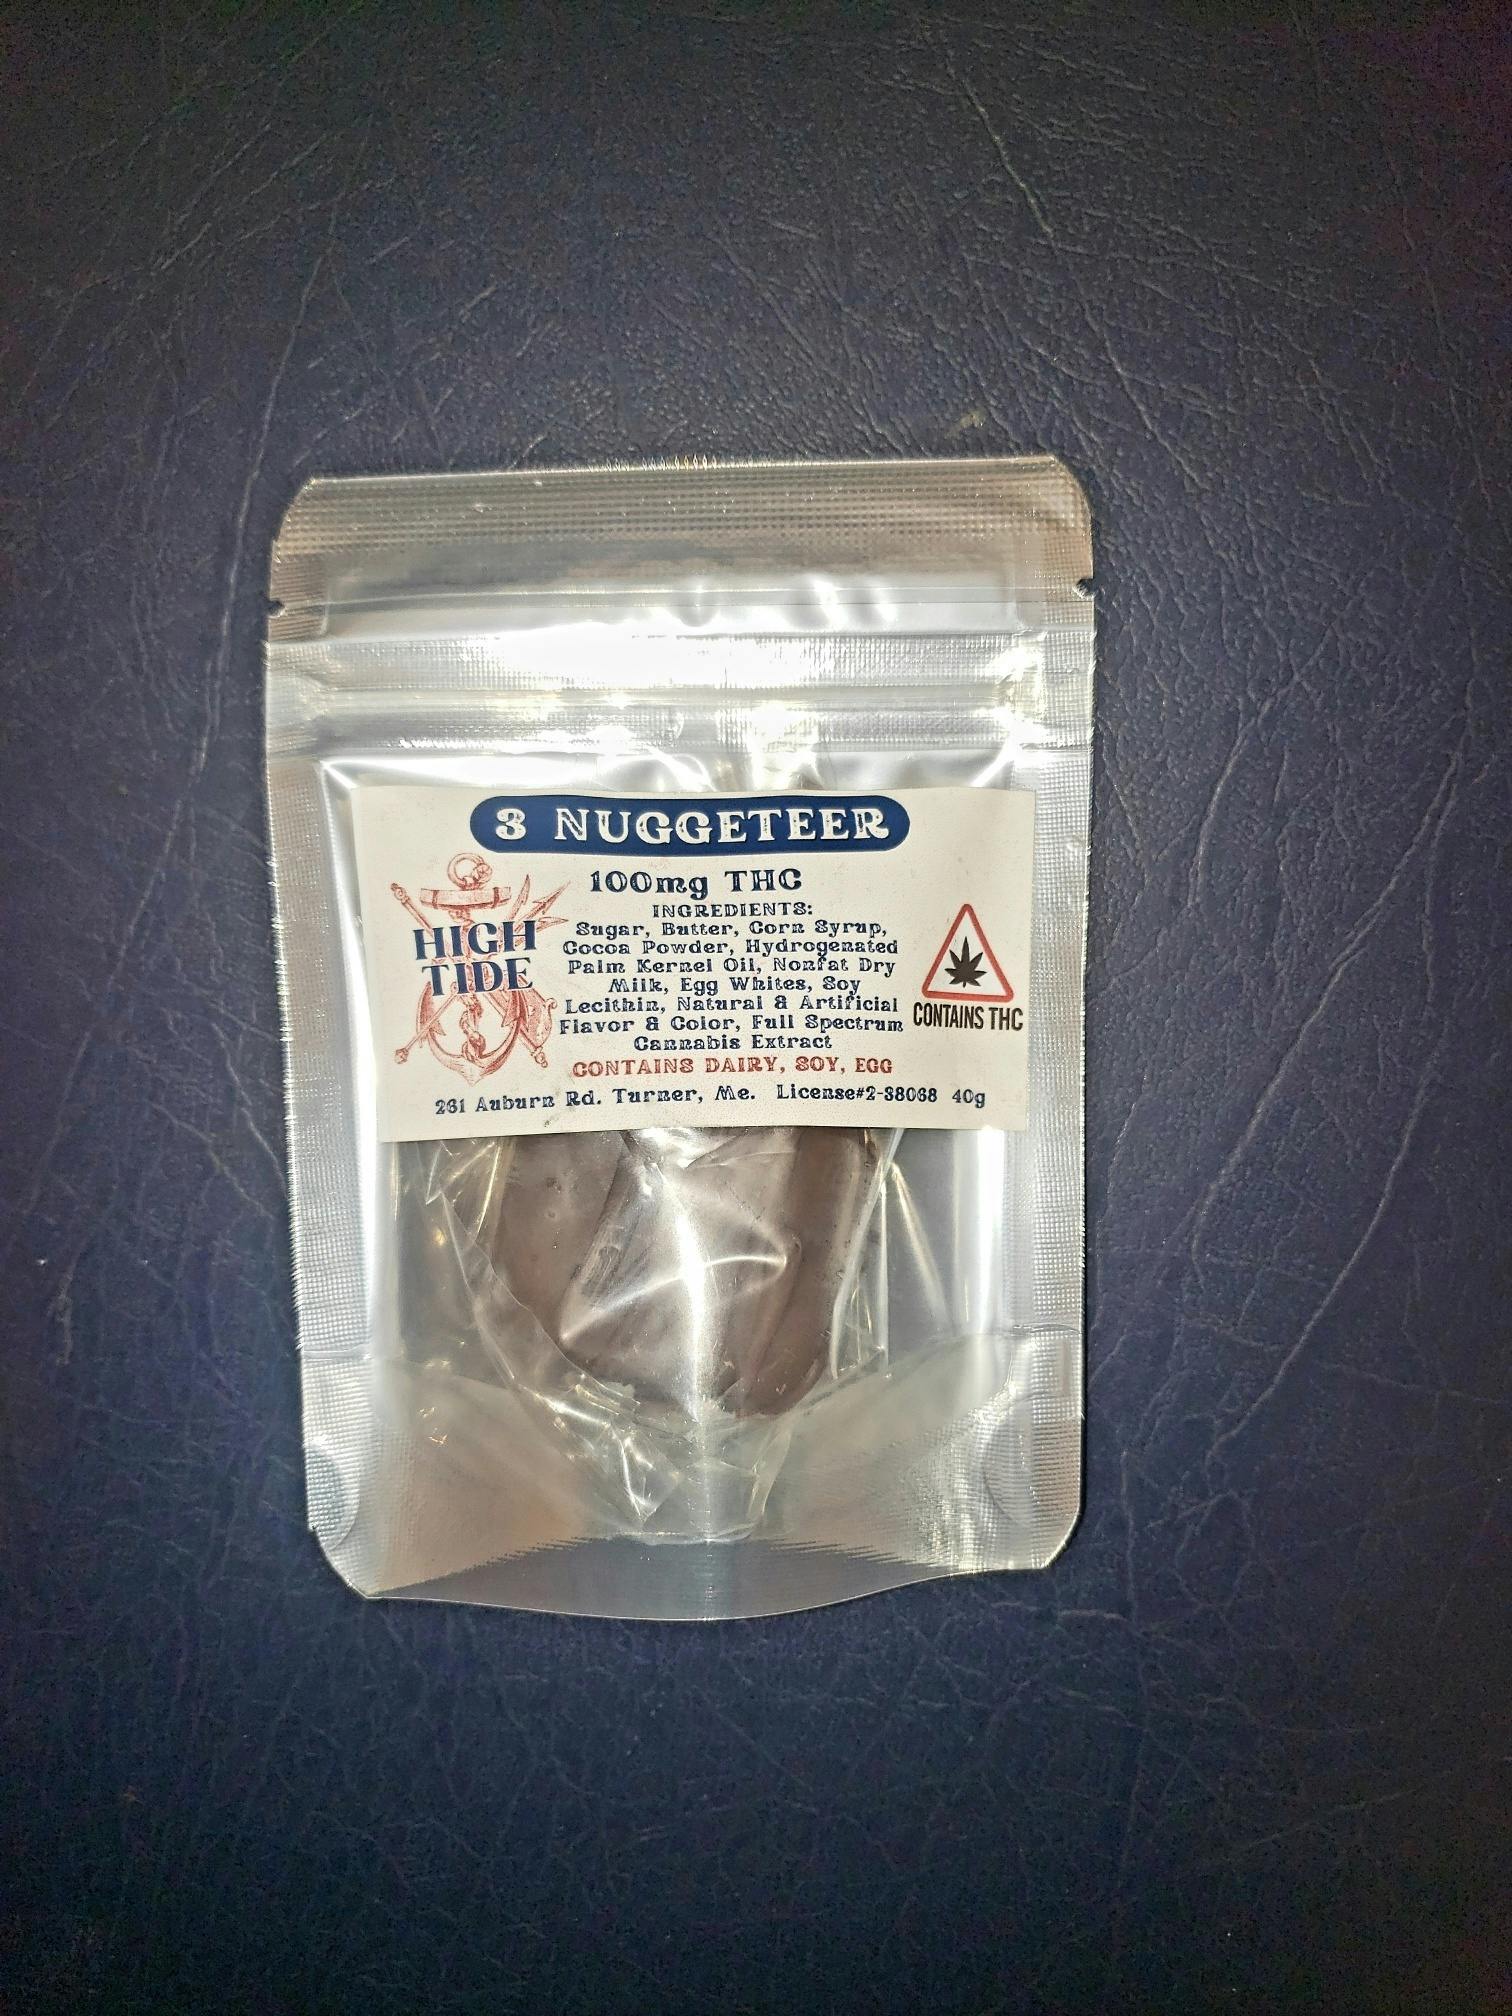 3 NUGGETEER
100mg THC
INGREDIENTS:
Sugar, Butter, Corn Syrup,
Cocoa Powder, Hydrogenated
Palm Kernel Oil, Nonfat Dry
Milk, Egg Whites, Soy
Lecithin, Natural & Artificial
Flavor & Color, Full Spectrum
Cannabis Extract
CONTAINS DAIRY, SOY, EGG
HIGH
TIDE
CONTAINS THC
261 Auburn Rd. Turner, Me. License#2-38068 40g